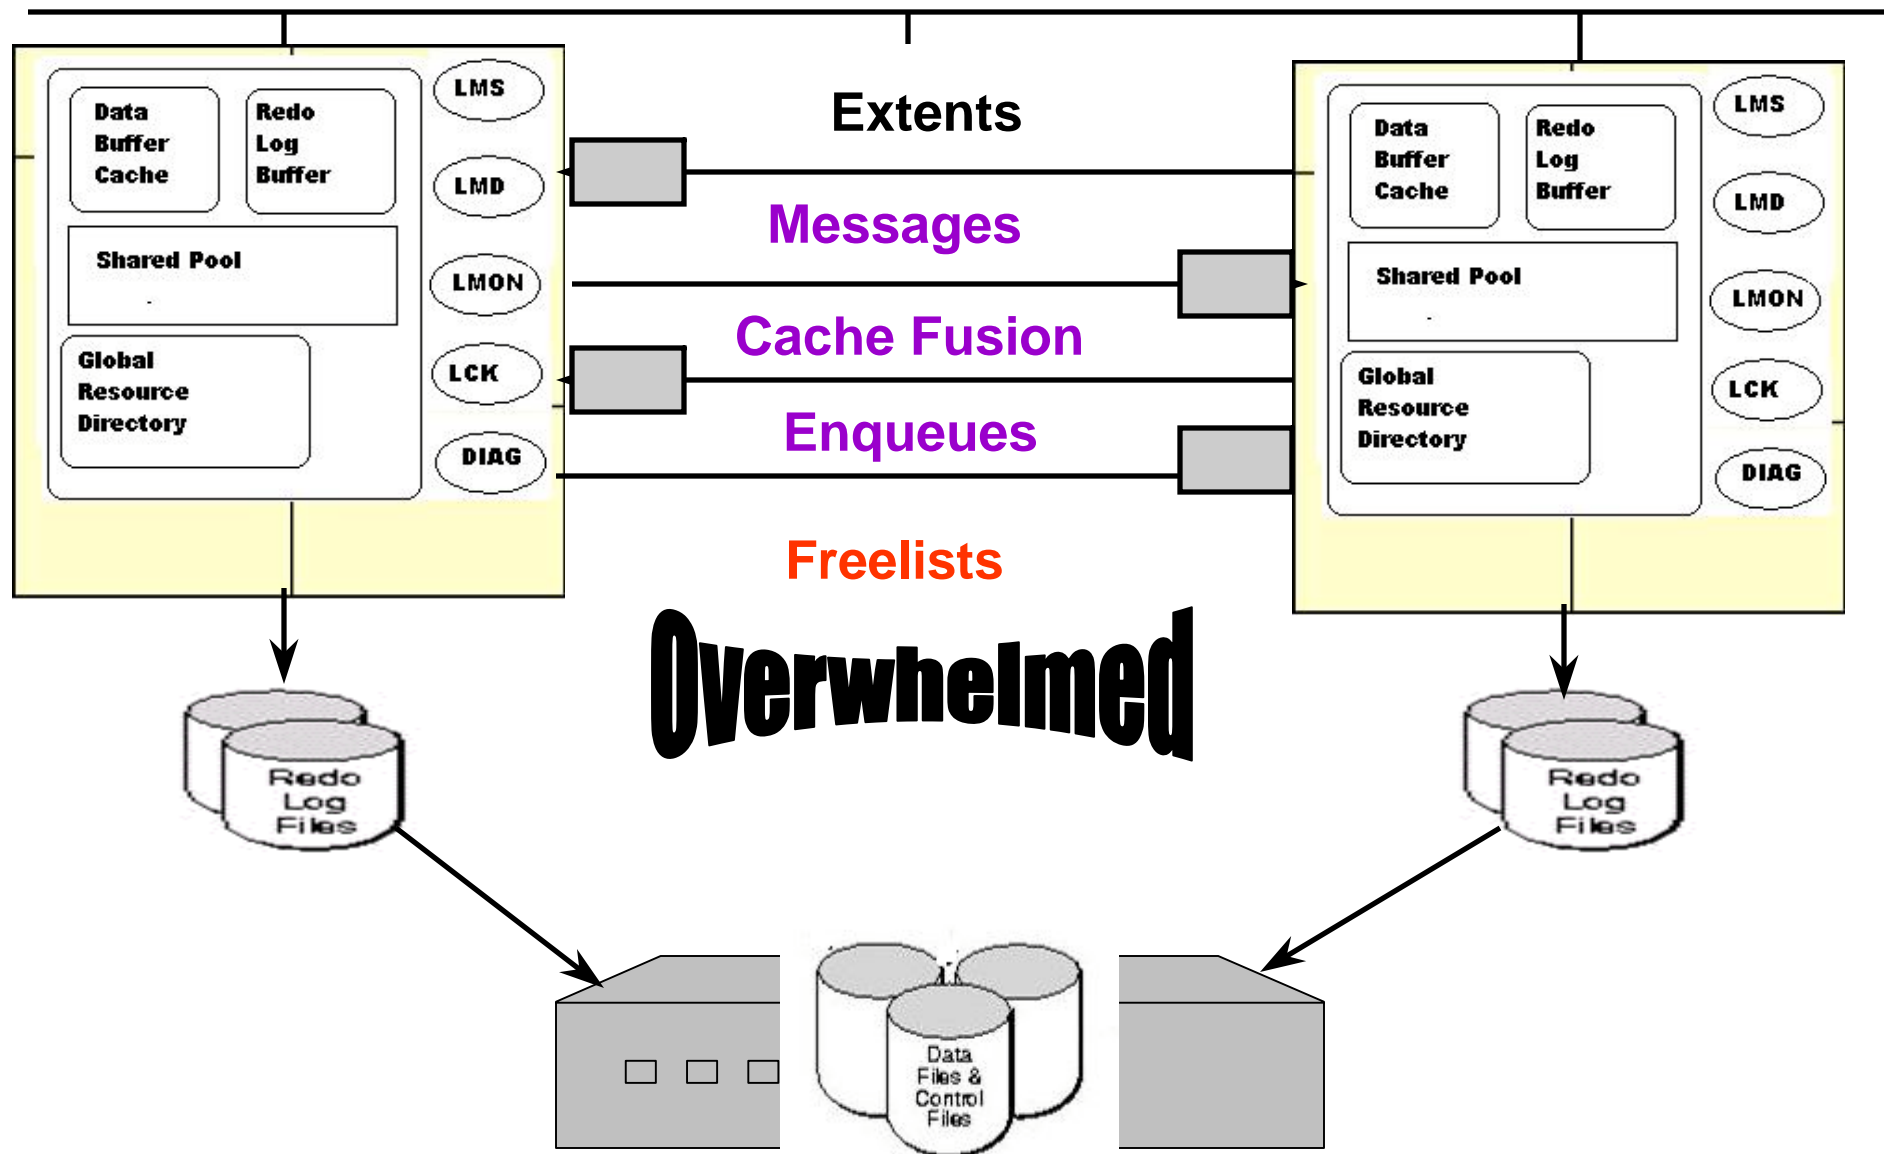 Data
Buffer
Cache
Redo
Log
Buffer
Shared Pool
Global
Resource
Directory
LMS
LMD
LMON
LCK
DIAG
Extents
Messages
Cache Fusion
Enqueues
Freelists
Overwhelmed
Data
Buffer
Cache
Redo
Log
Buffer
Shared Pool
Global
Resource
Directory
LMS
LMD
LMON
LCK
DIAG
Redo
Log
Files
Redo
Log
Files
Data
Files &
Control
Files